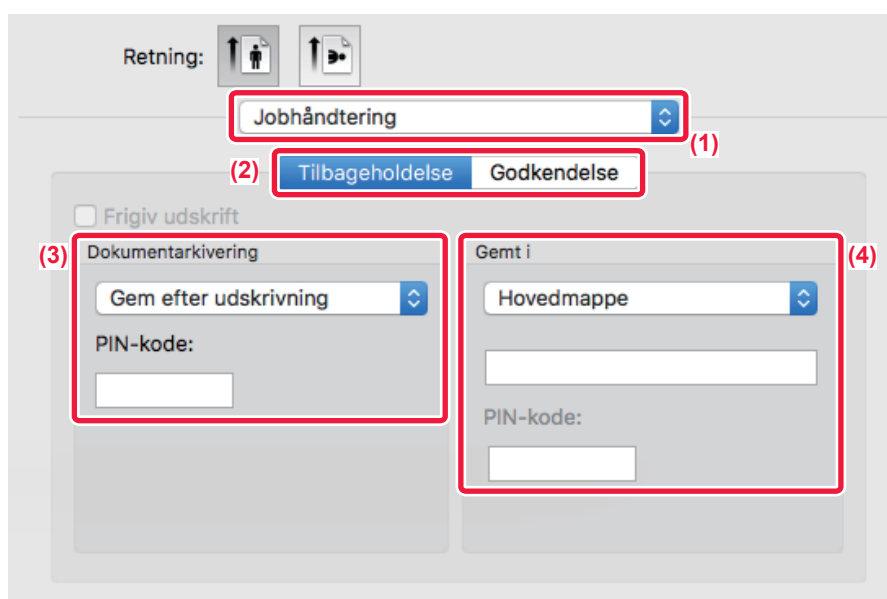 Retning:
Jobhåndtering
(1)
(2)
Tilbageholdelse Godkendelse
Frigiv udskrift
(3)
Dokumentarkivering
Gem efter udskrivning
PIN-kode:
Gemt i
(4)
Hovedmappe
PIN-kode: